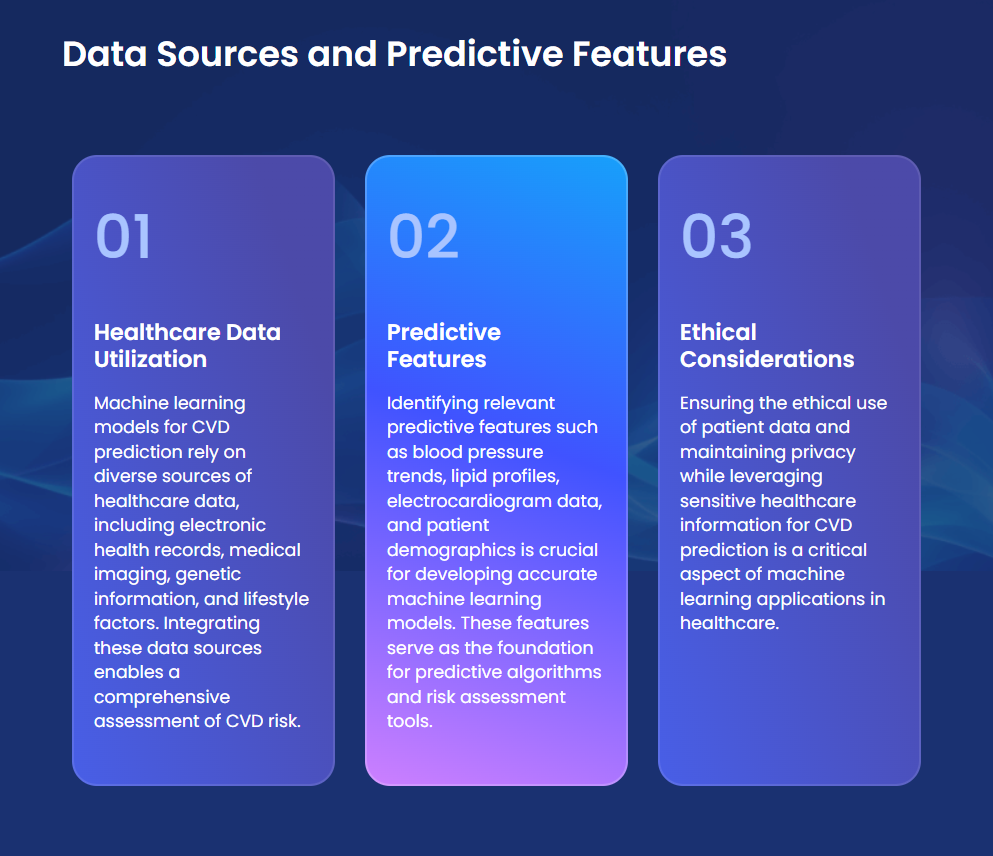 Data Sources and Predictive Features
01
Healthcare Data
Utilization
Machine learning
models for CVD
prediction rely on
diverse sources of
healthcare data,
including electronic
health records, medical
imaging, genetic
information, and lifestyle
factors. Integrating
these data sources
enables a
comprehensive
assessment of CVD risk.
02
Predictive
Features
Identifying relevant
predictive features such
as blood pressure
trends, lipid profiles,
electrocardiogram data,
and patient
demographics is crucial
for developing accurate
machine learning
models. These features
serve as the foundation
for predictive algorithms
and risk assessment
tools.
03
Ethical
Considerations
Ensuring the ethical use
of patient data and
maintaining privacy
while leveraging
sensitive healthcare
information for CVD
prediction is a critical
aspect of machine
learning applications in
healthcare.